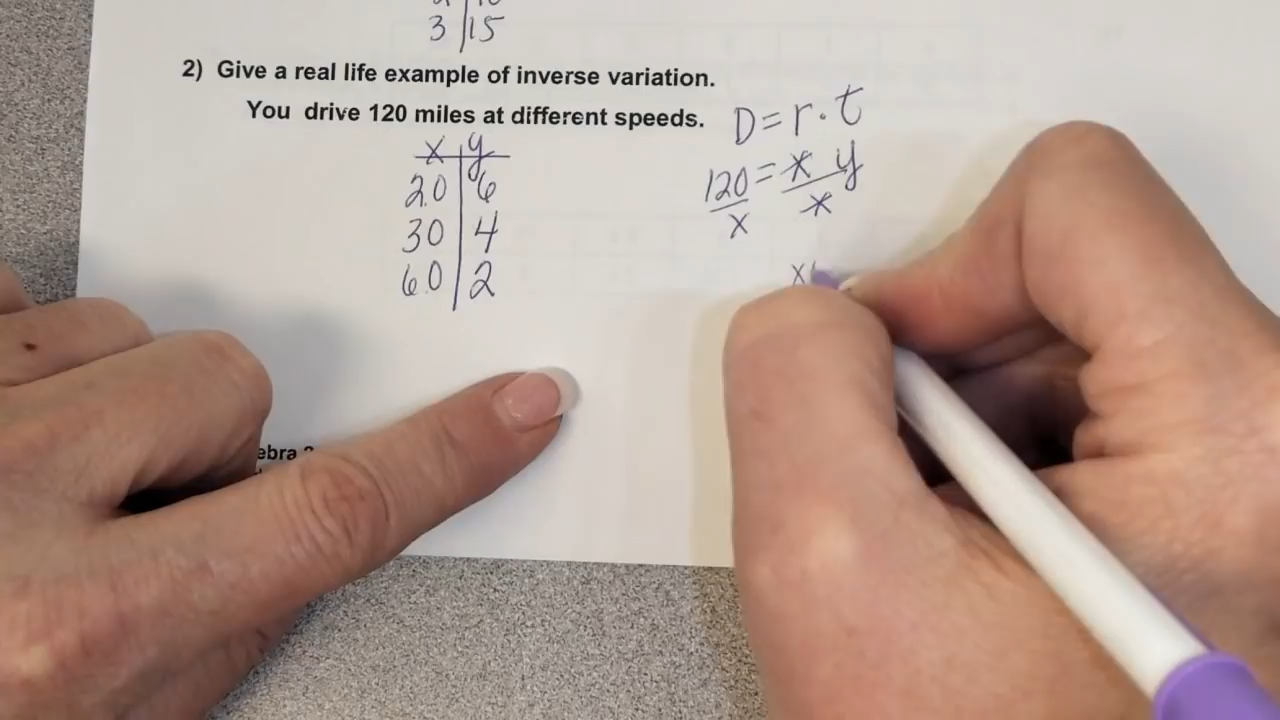 3 | 15
2) Give a real life example of inverse variation.
You drive 120 miles at different speeds.
D = r · t
x | y
20 | 6
30 | 4
60 | 2
120 = x y
x x
ebra